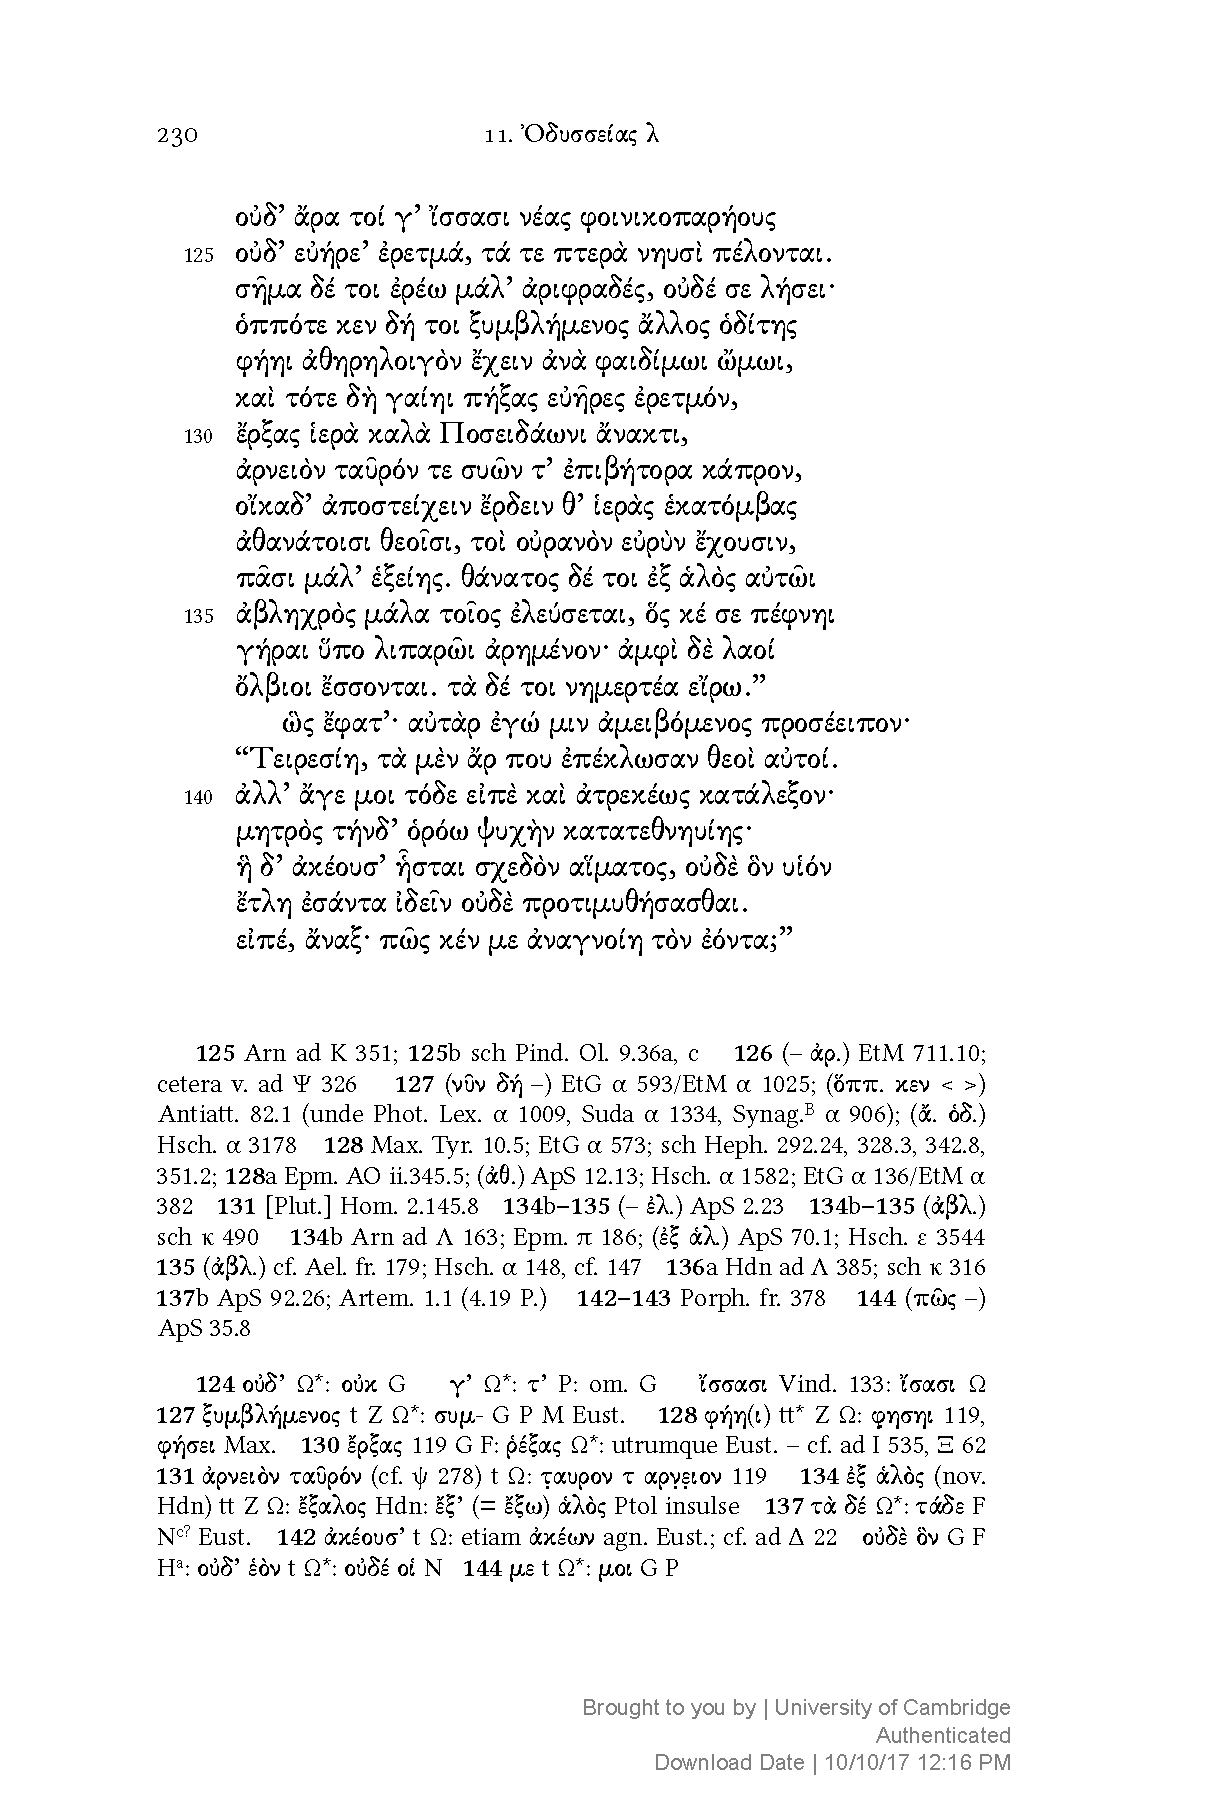 230 11. Ὀδυσσείας λ
οὐδ’ ἄρα τοί γ’ ἴσσασι νέας φοινικοπαρήους
125 οὐδ’ εὐήρε’ ἐρετμά, τά τε πτερὰ νηυσὶ πέλονται.
σῆμα δέ τοι ἐρέω μάλ’ ἀριφραδές, οὐδέ σε λήσει·
ὁππότε κεν δή τοι ξυμβλήμενος ἄλλος ὁδίτης
φήηι ἀθηρηλοιγὸν ἔχειν ἀνὰ φαιδίμωι ὤμωι,
καὶ τότε δὴ γαίηι πήξας εὐῆρες ἐρετμόν,
130 ἔρξας ἱερὰ καλὰ Ποσειδάωνι ἄνακτι,
ἀρνειὸν ταῦρόν τε συῶν τ’ ἐπιβήτορα κάπρον,
οἴκαδ’ ἀποστείχειν ἔρδειν θ’ ἱερὰς ἑκατόμβας
ἀθανάτοισι θεοῖσι, τοὶ οὐρανὸν εὐρὺν ἔχουσιν,
πᾶσι μάλ’ ἑξείης. θάνατος δέ τοι ἐξ ἁλὸς αὐτῶι
135 ἀβληχρὸς μάλα τοῖος ἐλεύσεται, ὅς κέ σε πέφνηι
γήραι ὕπο λιπαρῶι ἀρημένον· ἀμφὶ δὲ λαοί
ὄλβιοι ἔσσονται. τὰ δέ τοι νημερτέα εἴρω.”
ὣς ἔφατ’· αὐτὰρ ἐγώ μιν ἀμειβόμενος προσέειπον·
“Τειρεσίη, τὰ μὲν ἄρ που ἐπέκλωσαν θεοὶ αὐτοί.
140 ἀλλ’ ἄγε μοι τόδε εἰπὲ καὶ ἀτρεκέως κατάλεξον·
μητρὸς τήνδ’ ὁρόω ψυχὴν κατατεθνηυίης·
ἣ δ’ ἀκέουσ’ ἧσται σχεδὸν αἵματος, οὐδὲ ὃν υἱόν
ἔτλη ἐσάντα ἰδεῖν οὐδὲ προτιμυθήσασθαι.
εἰπέ, ἄναξ· πῶς κέν με ἀναγνοίη τὸν ἐόντα;”
125 Arn ad K 351; 125b sch Pind. Ol. 9.36a, c 126 (– ἀρ.) EtM 711.10;
cetera v. ad Ψ 326 127 (νῦν δή –) EtG α 593/EtM α 1025; (ὅππ. κεν < >)
Antiatt. 82.1 (unde Phot. Lex. α 1009, Suda α 1334, Synag.ᴮ α 906); (ἄ. ὁδ.)
Hsch. α 3178 128 Max. Tyr. 10.5; EtG α 573; sch Heph. 292.24, 328.3, 342.8,
351.2; 128a Epm. AO ii.345.5; (ἀθ.) ApS 12.13; Hsch. α 1582; EtG α 136/EtM α
382 131 [Plut.] Hom. 2.145.8 134b–135 (– ἐλ.) ApS 2.23 134b–135 (ἀβλ.)
sch κ 490 134b Arn ad Λ 163; Epm. π 186; (ἐξ ἁλ.) ApS 70.1; Hsch. ε 3544
135 (ἀβλ.) cf. Ael. fr. 179; Hsch. α 148, cf. 147 136a Hdn ad Λ 385; sch κ 316
137b ApS 92.26; Artem. 1.1 (4.19 P.) 142–143 Porph. fr. 378 144 (πῶς –)
ApS 35.8
124 οὐδ’ Ω*: οὐκ G γ’ Ω*: τ’ P: om. G ἴσσασι Vind. 133: ἴσασι Ω
127 ξυμβλήμενος t Z Ω*: συμ- G P M Eust. 128 φήη(ι) tt* Z Ω: φησηι 119,
φήσει Max. 130 ἔρξας 119 G F: ῥέξας Ω*: utrumque Eust. – cf. ad I 535, Ξ 62
131 ἀρνειὸν ταῦρόν (cf. ψ 278) t Ω: τ̣αυρον τ αρν̣ε̣ιον 119 134 ἐξ ἁλὸς (nov.
Hdn) tt Z Ω: ἔξαλος Hdn: ἔξ’ (= ἔξω) ἁλὸς Ptol insulse 137 τὰ δέ Ω*: τάδε F
Nᶜ? Eust. 142 ἀκέουσ’ t Ω: etiam ἀκέων agn. Eust.; cf. ad Δ 22 οὐδὲ ὃν G F
Hᵃ: οὐδ’ ἑὸν t Ω*: οὐδέ οἱ N 144 με t Ω*: μοι G P
Brought to you by | University of Cambridge
Authenticated
Download Date | 10/10/17 12:16 PM